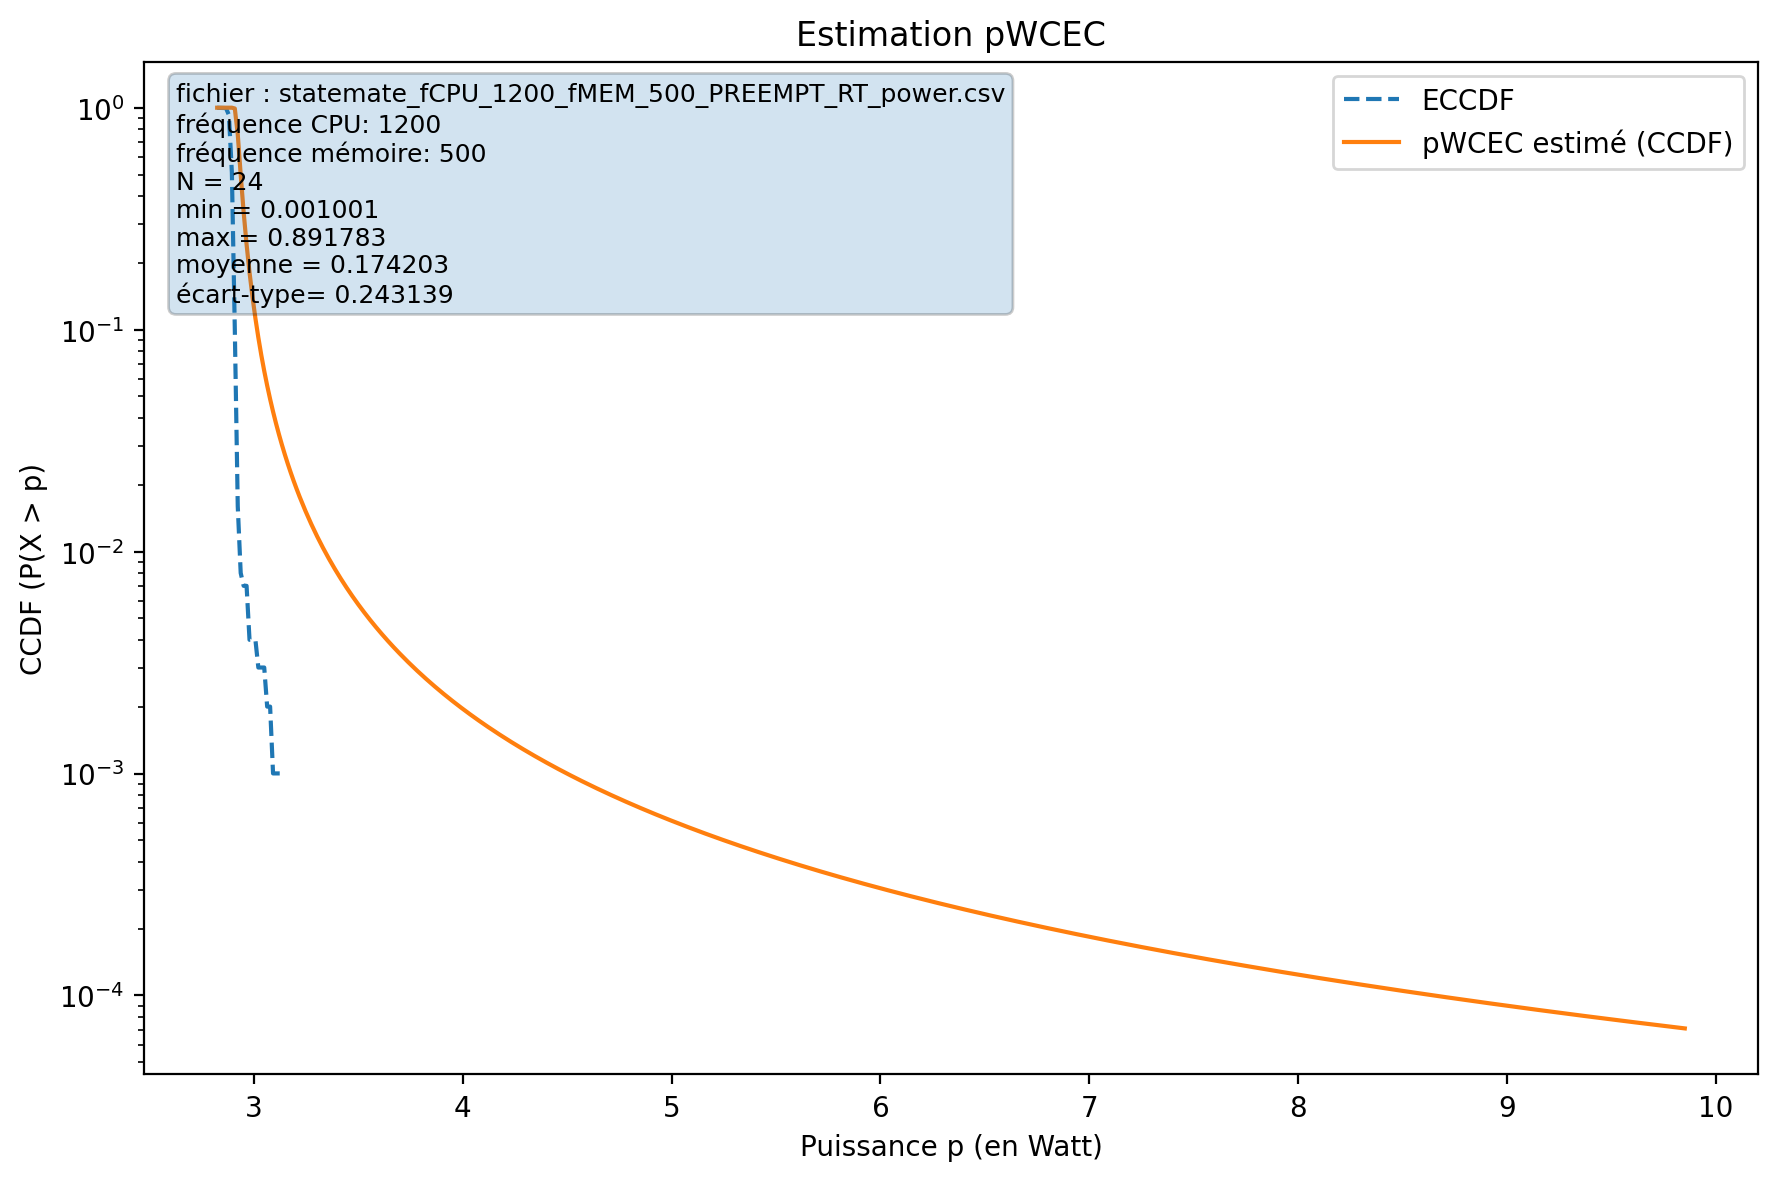 Estimation pWCEC
fichier : statemate_fCPU_1200_fMEM_500_PREEMPT_RT_power.csv
fréquence CPU: 1200
fréquence mémoire: 500
N = 24
min = 0.001001
max = 0.891783
moyenne = 0.174203
écart-type= 0.243139
ECCDF
pWCEC estimé (CCDF)
10⁰
10⁻¹
10⁻²
10⁻³
10⁻⁴
CCDF (P(X > p)
3 4 5 6 7 8 9 10
Puissance p (en Watt)